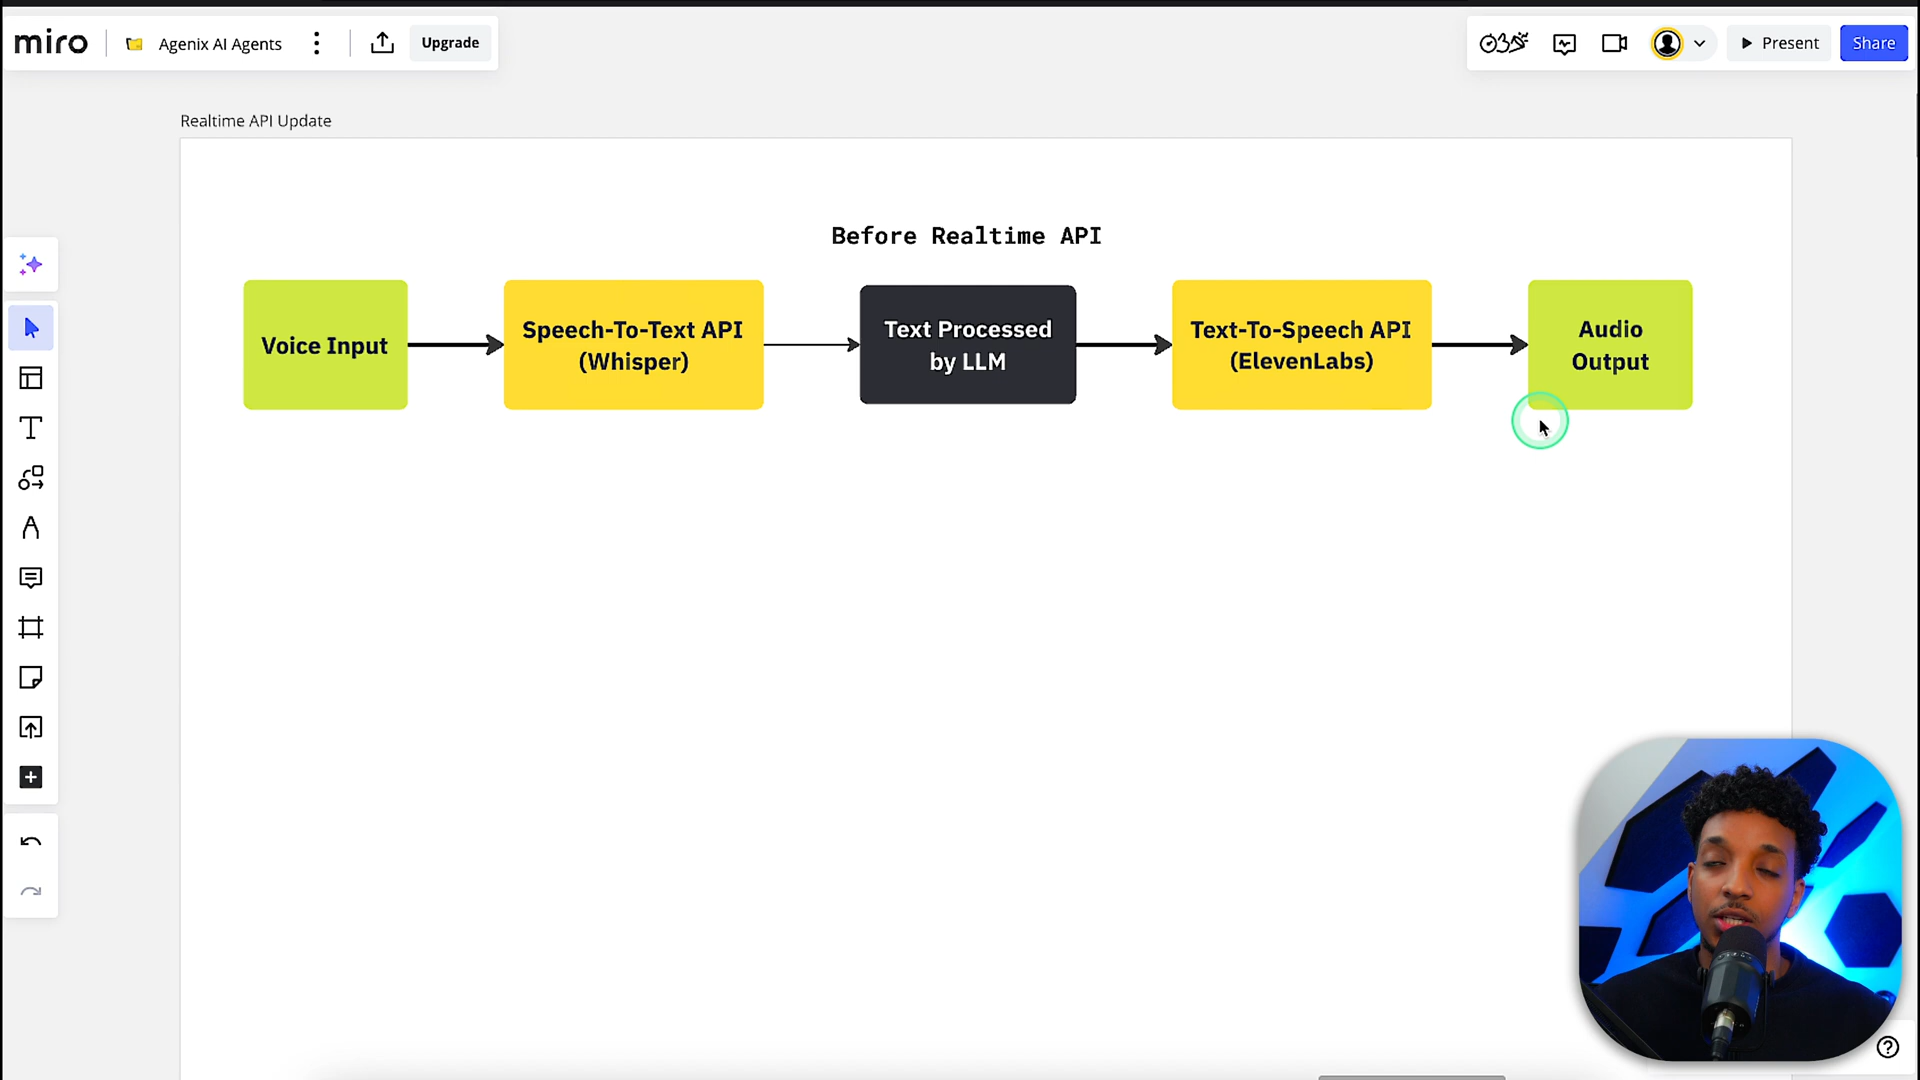 miro
Agenix AI Agents
Upgrade
Present
Share
Realtime API Update
Before Realtime API
Voice Input
Speech-To-Text API
(Whisper)
Text Processed
by LLM
Text-To-Speech API
(ElevenLabs)
Audio
Output